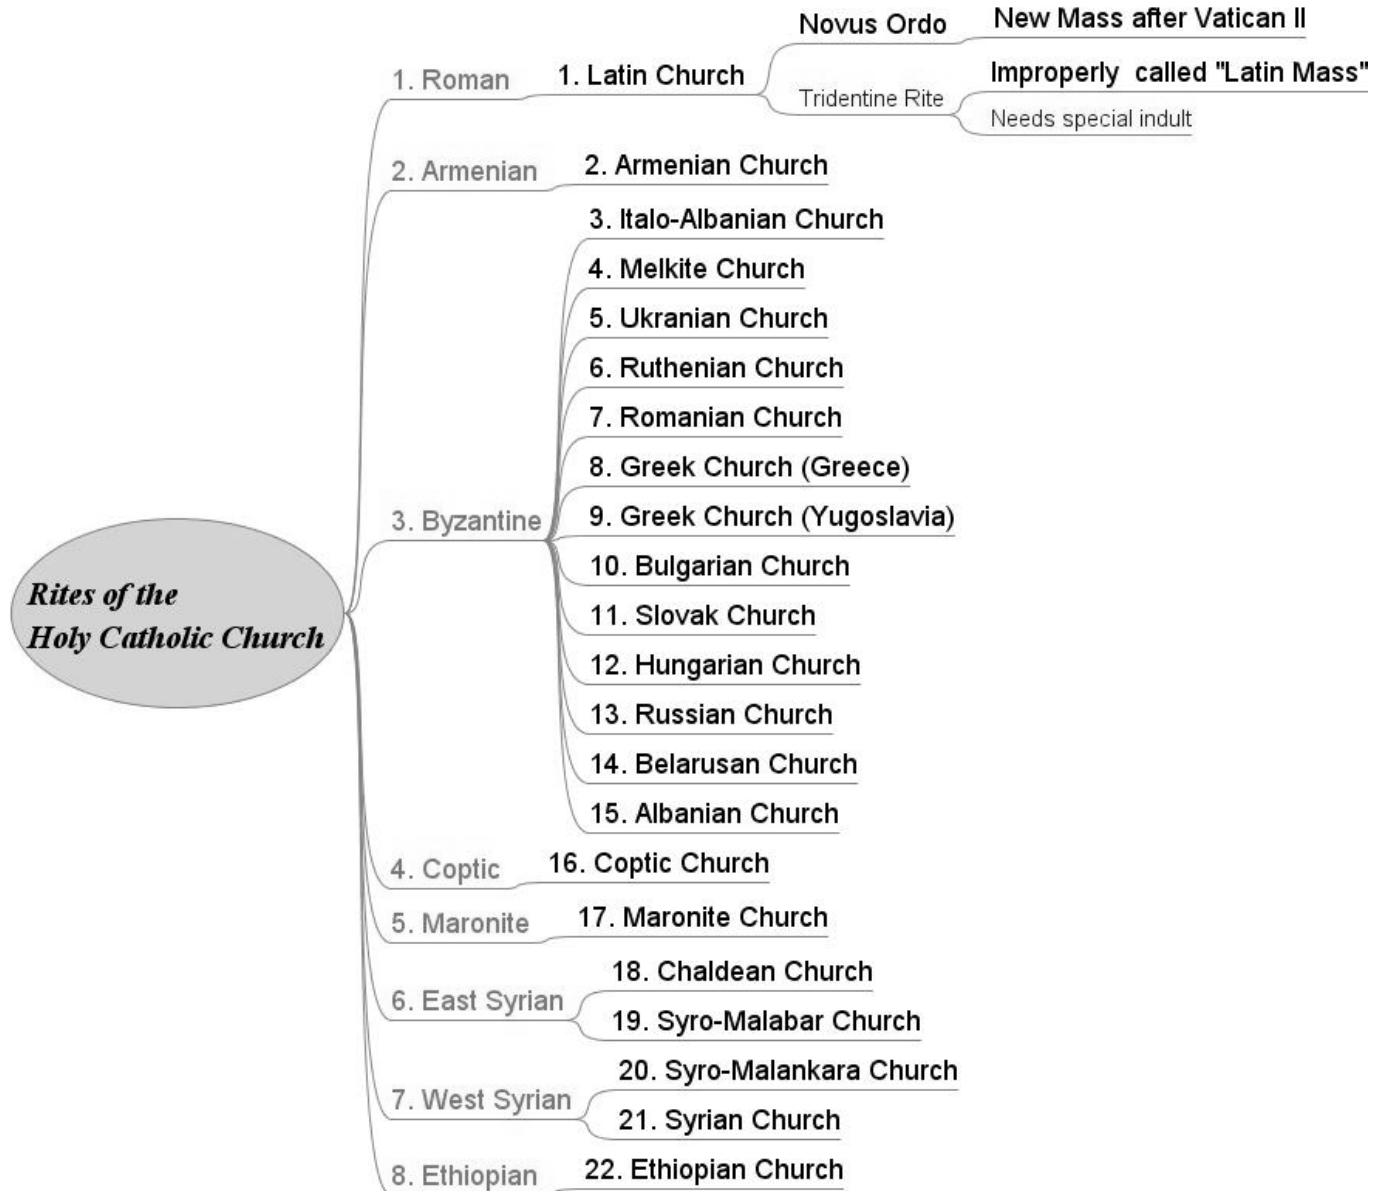 Rites of the
Holy Catholic Church
1. Roman
1. Latin Church
Novus Ordo
New Mass after Vatican II
Tridentine Rite
Improperly called "Latin Mass"
Needs special indult
2. Armenian
2. Armenian Church
3. Byzantine
3. Italo-Albanian Church
4. Melkite Church
5. Ukranian Church
6. Ruthenian Church
7. Romanian Church
8. Greek Church (Greece)
9. Greek Church (Yugoslavia)
10. Bulgarian Church
11. Slovak Church
12. Hungarian Church
13. Russian Church
14. Belarusan Church
15. Albanian Church
4. Coptic
16. Coptic Church
5. Maronite
17. Maronite Church
6. East Syrian
18. Chaldean Church
19. Syro-Malabar Church
7. West Syrian
20. Syro-Malankara Church
21. Syrian Church
8. Ethiopian
22. Ethiopian Church